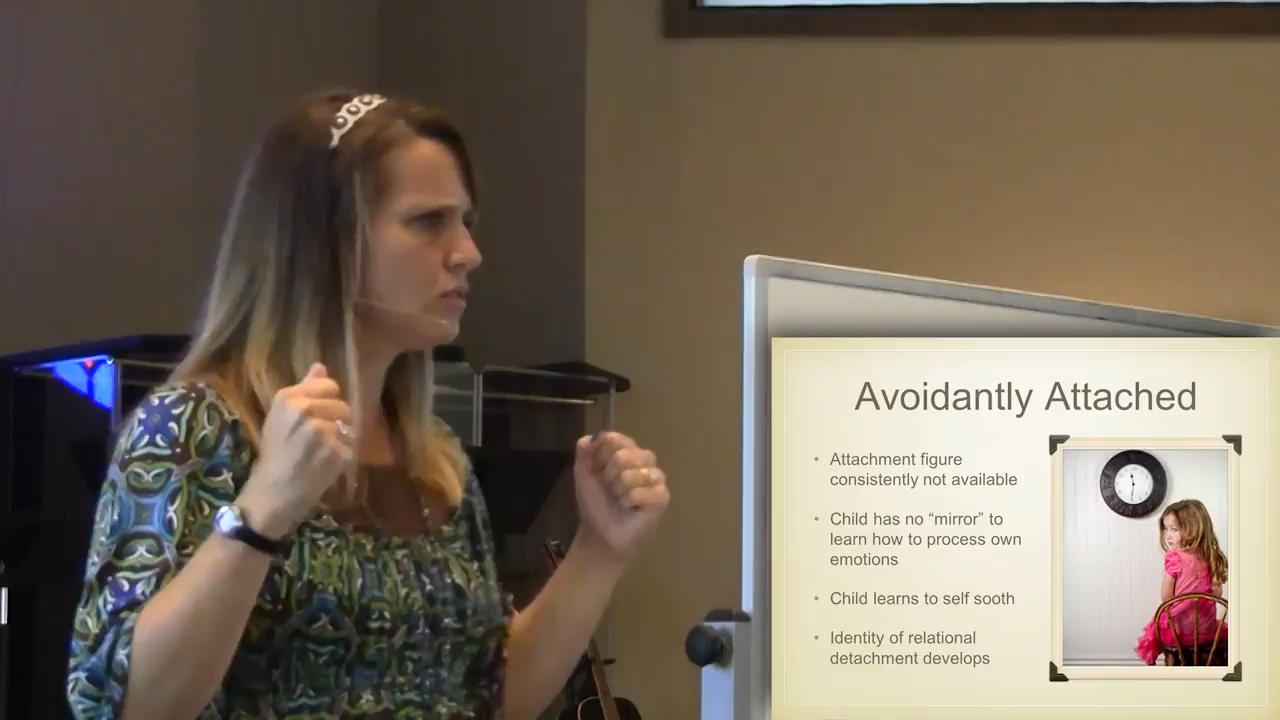 Avoidantly Attached
• Attachment figure
consistently not available
• Child has no “mirror” to
learn how to process own
emotions
• Child learns to self sooth
• Identity of relational
detachment develops